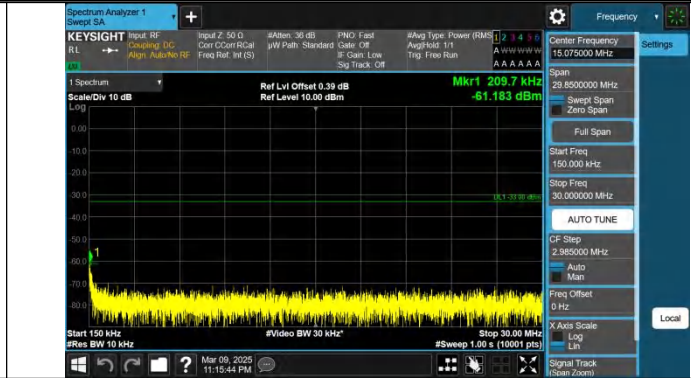 Spectrum Analyzer 1
Swept SA
Frequency
KEYSIGHT
RL
Input: RF
Coupling: DC
Align: Auto/No RF
Input Z: 50 Ω
Corr CCorr RCal
Freq Ref: Int (S)
#Atten: 36 dB
µW Path: Standard
PNO: Fast
Gate: Off
IF Gain: Low
Sig Track: Off
#Avg Type: Power (RMS
Avg|Hold: 1/1
Trig: Free Run
1 2 3 4 5 6
A W W W W W
A A A A A A
1 Spectrum
Scale/Div 10 dB
Ref Lvl Offset 0.39 dB
Ref Level 10.00 dBm
Mkr1 209.7 kHz
-61.183 dBm
Log
0.00
-10.0
-20.0
-30.0
DL1 -33.00 dBm
-40.0
-50.0
1
-60.0
-70.0
-80.0
Start 150 kHz
#Res BW 10 kHz
#Video BW 30 kHz*
Stop 30.00 MHz
#Sweep 1.00 s (10001 pts)
Mar 09, 2025
11:15:44 PM
Center Frequency
15.075000 MHz
Settings
Span
29.8500000 MHz
Swept Span
Zero Span
Full Span
Start Freq
150.000 kHz
Stop Freq
30.000000 MHz
AUTO TUNE
CF Step
2.985000 MHz
Auto
Man
Freq Offset
0 Hz
X Axis Scale
Log
Lin
Local
Signal Track
(Span Zoom)